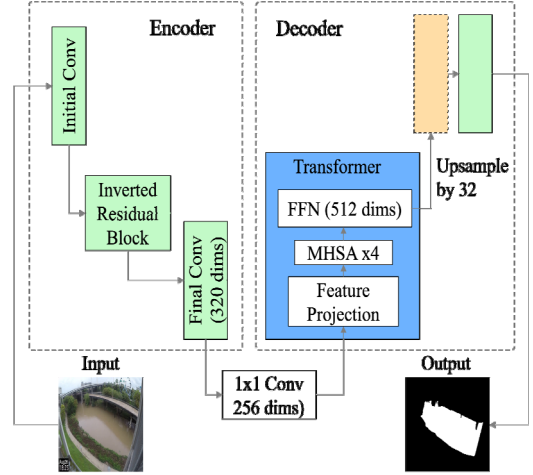 Encoder
Decoder
Initial Conv
Inverted
Residual
Block
Final Conv
(320 dims)
Transformer
FFN (512 dims)
MHSA x4
Feature
Projection
Upsample
by 32
Input
1x1 Conv
256 dims)
Output